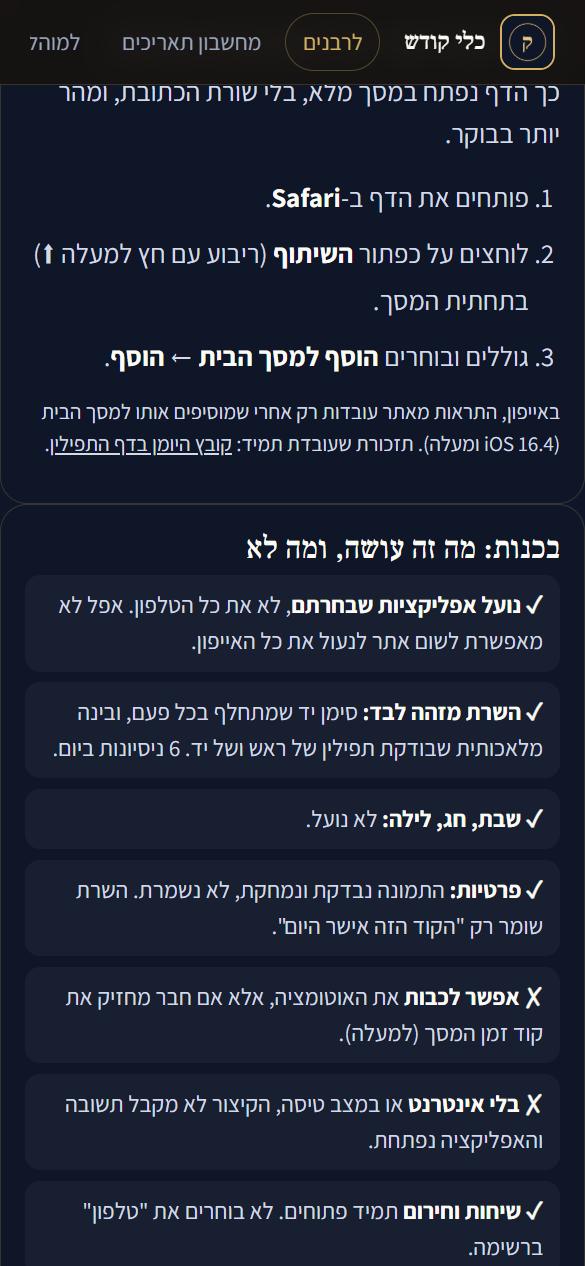 ק כלי קודש לרבנים מחשבון תאריכים למוהל
כך הדף נפתח במסך מלא, בלי שורת הכתובת, ומהר
יותר בבוקר.
1. פותחים את הדף ב-Safari.
2. לוחצים על כפתור השיתוף (ריבוע עם חץ למעלה ⬆)
בתחתית המסך.
3. גוללים ובוחרים הוסף למסך הבית ← הוסף.
באייפון, התראות מאתר עובדות רק אחרי שמוסיפים אותו למסך הבית
(iOS 16.4 ומעלה). תזכורת שעובדת תמיד: קובץ היומן בדף התפילין.
בכנות: מה זה עושה, ומה לא
✓ נועל אפליקציות שבחרתם, לא את כל הטלפון. אפל לא
מאפשרת לשום אתר לנעול את כל האייפון.
✓ השרת מזהה לבד: סימן יד שמתחלף בכל פעם, ובינה
מלאכותית שבודקת תפילין של ראש ושל יד. 6 ניסיונות ביום.
✓ שבת, חג, לילה: לא נועל.
✓ פרטיות: התמונה נבדקת ונמחקת, לא נשמרת. השרת
שומר רק "הקוד הזה אישר היום".
✗ אפשר לכבות את האוטומציה, אלא אם חבר מחזיק את
קוד זמן המסך (למעלה).
✗ בלי אינטרנט או במצב טיסה, הקיצור לא מקבל תשובה
והאפליקציה נפתחת.
✓ שיחות וחירום תמיד פתוחים. לא בוחרים את "טלפון"
ברשימה.